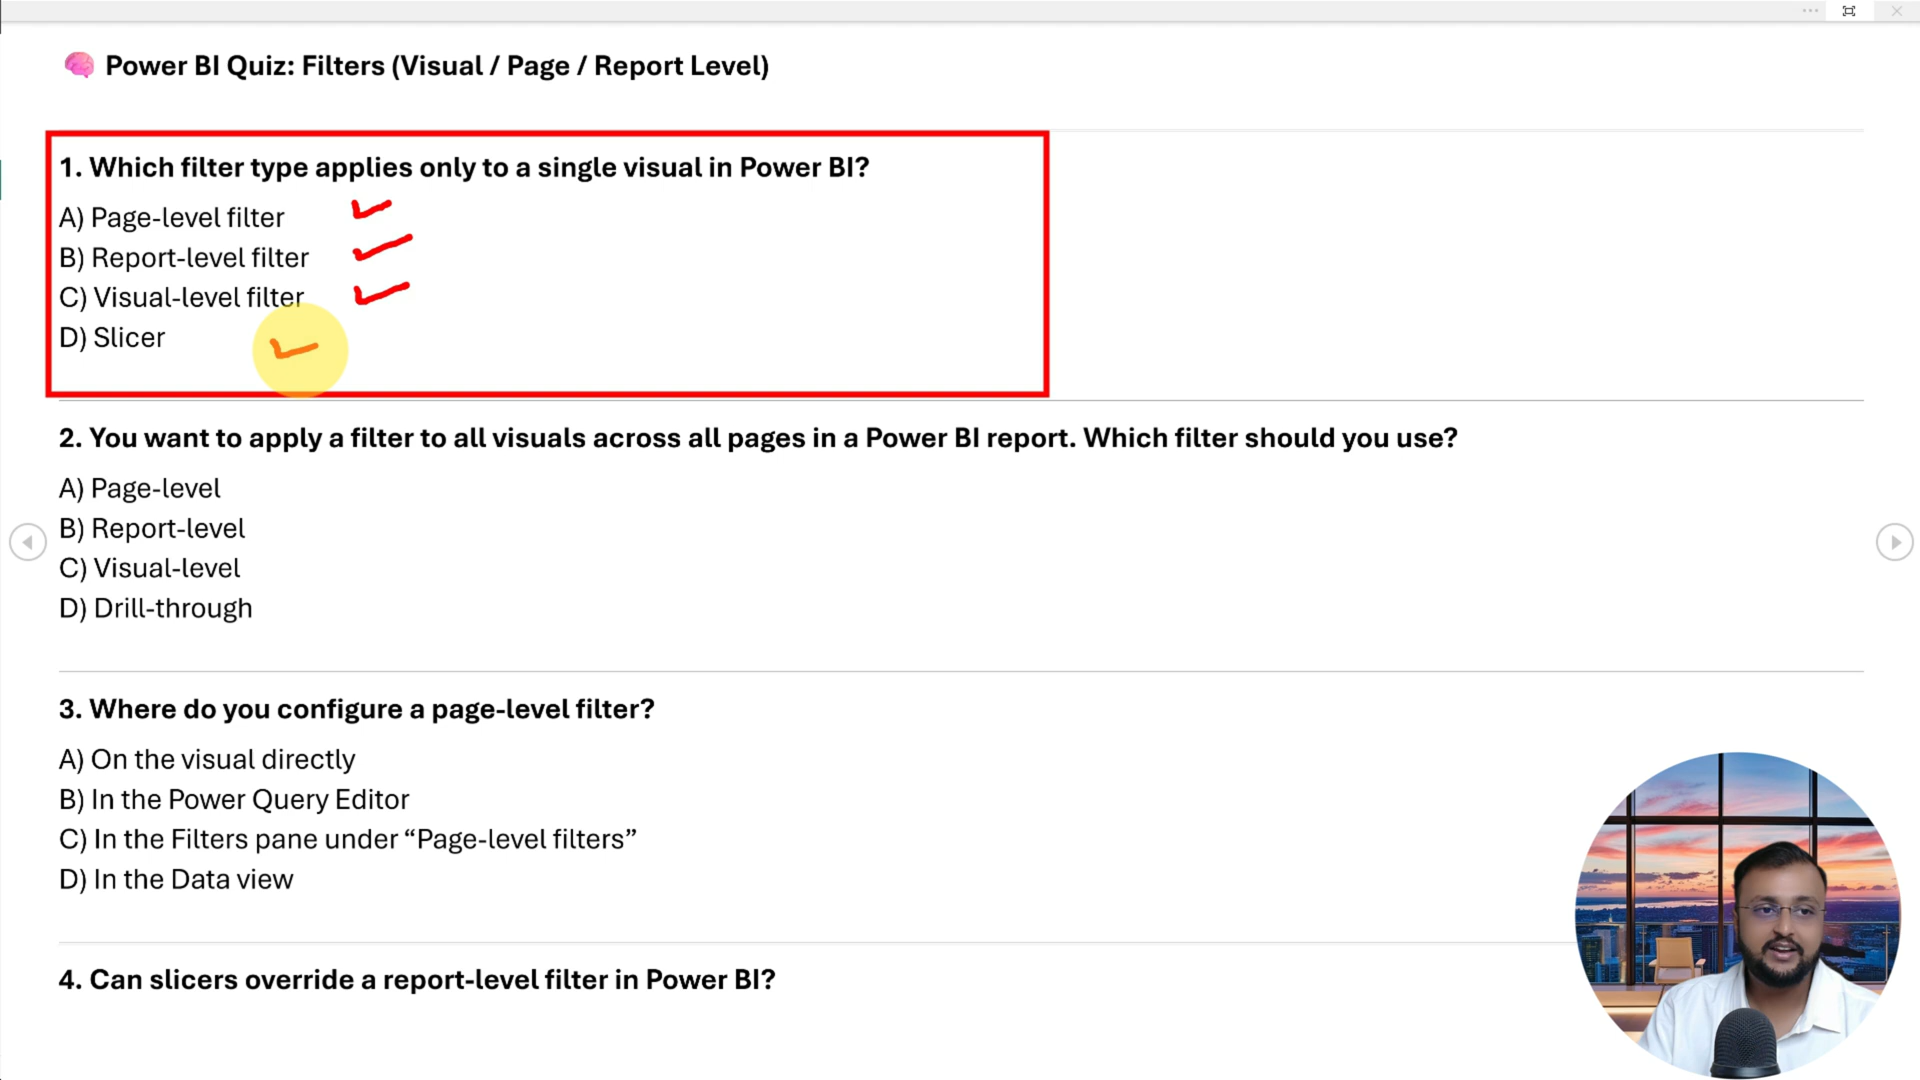 Power BI Quiz: Filters (Visual / Page / Report Level)
1. Which filter type applies only to a single visual in Power BI?
A) Page-level filter
B) Report-level filter
C) Visual-level filter
D) Slicer
2. You want to apply a filter to all visuals across all pages in a Power BI report. Which filter should you use?
A) Page-level
B) Report-level
C) Visual-level
D) Drill-through
3. Where do you configure a page-level filter?
A) On the visual directly
B) In the Power Query Editor
C) In the Filters pane under “Page-level filters”
D) In the Data view
4. Can slicers override a report-level filter in Power BI?